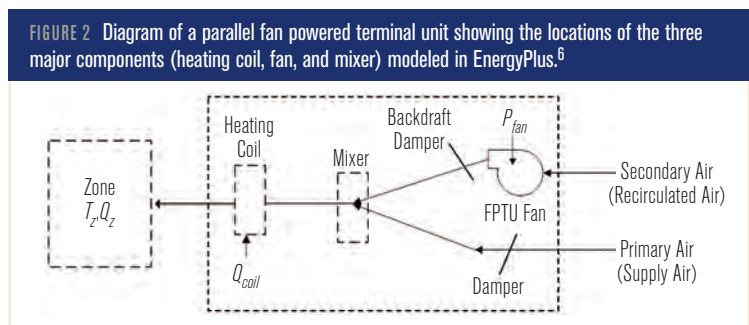 FIGURE 2 Diagram of a parallel fan powered terminal unit showing the locations of the three
major components (heating coil, fan, and mixer) modeled in EnergyPlus.6
Zone
Tz,Qz
Heating
Coil
Qcoil
Mixer
Backdraft
Damper
Pfan
FPTU Fan
Damper
Secondary Air
(Recirculated Air)
Primary Air
(Supply Air)